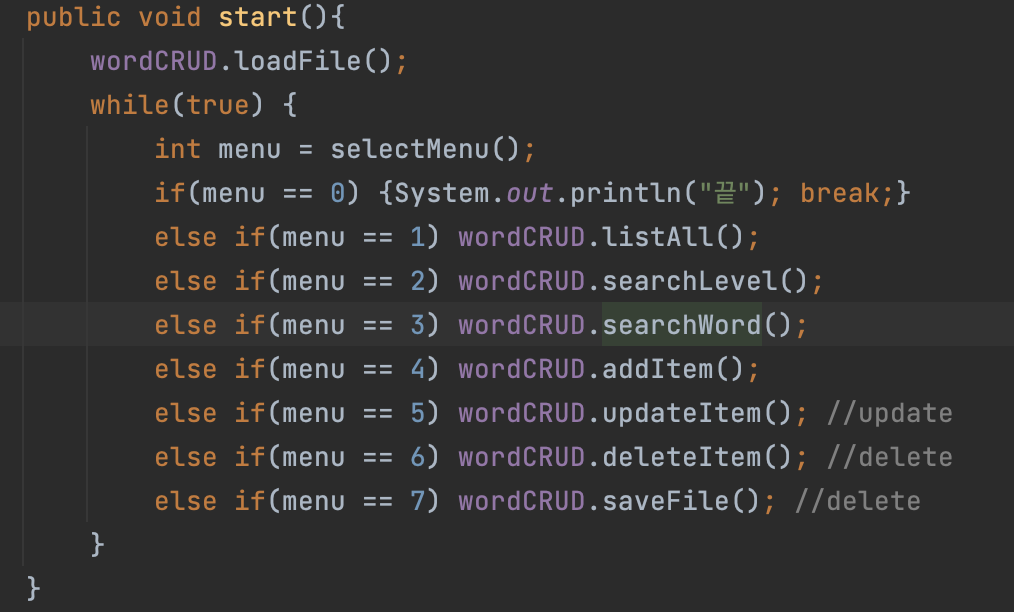 public void start(){
wordCRUD.loadFile();
while(true) {
int menu = selectMenu();
if(menu == 0) {System.out.println("끝"); break;}
else if(menu == 1) wordCRUD.listAll();
else if(menu == 2) wordCRUD.searchLevel();
else if(menu == 3) wordCRUD.searchWord();
else if(menu == 4) wordCRUD.addItem();
else if(menu == 5) wordCRUD.updateItem(); //update
else if(menu == 6) wordCRUD.deleteItem(); //delete
else if(menu == 7) wordCRUD.saveFile(); //delete
}
}